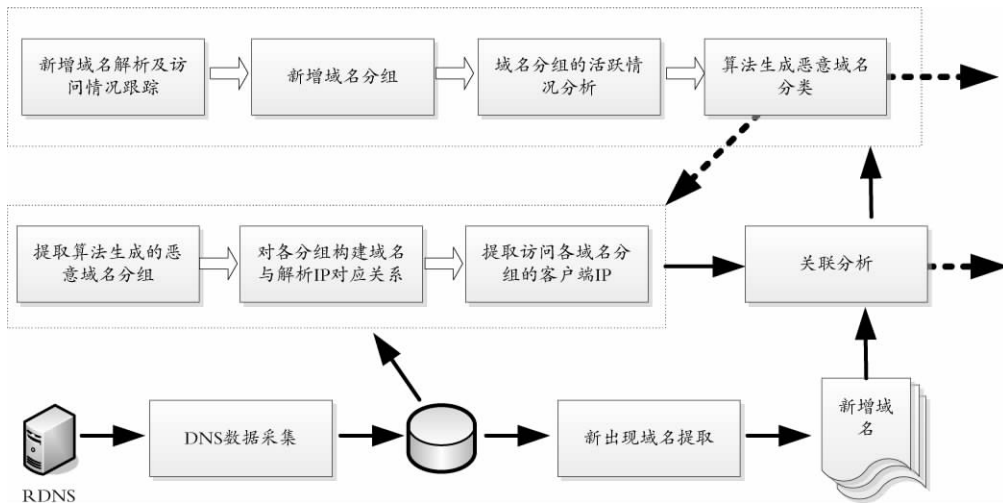 新增域名解析及访
问情况跟踪
新增域名分组
域名分组的活跃情
况分析
算法生成恶意域名
分类
提取算法生成的恶
意域名分组
对各分组构建域名
与解析IP对应关系
提取访问各域名分
组的客户端IP
关联分析
DNS数据采集
新出现域名提取
新增域
名
RDNS